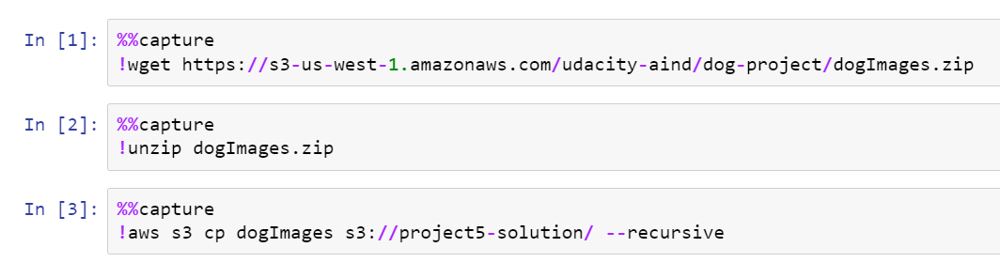 In [1]: %%capture
!wget https://s3-us-west-1.amazonaws.com/udacity-aind/dog-project/dogImages.zip
In [2]: %%capture
!unzip dogImages.zip
In [3]: %%capture
!aws s3 cp dogImages s3://project5-solution/ --recursive